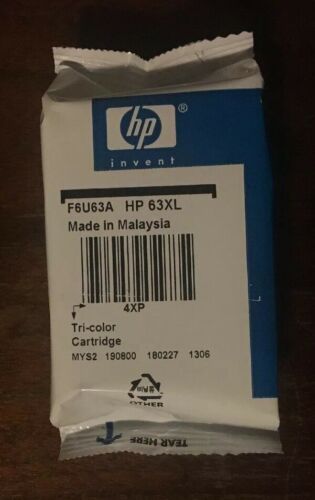 hp ®
invent
F6U63A HP 63XL
Made in Malaysia
4XP
Tri-color
Cartridge
MYS2 190800 180227 1306
OTHER
TEAR HERE